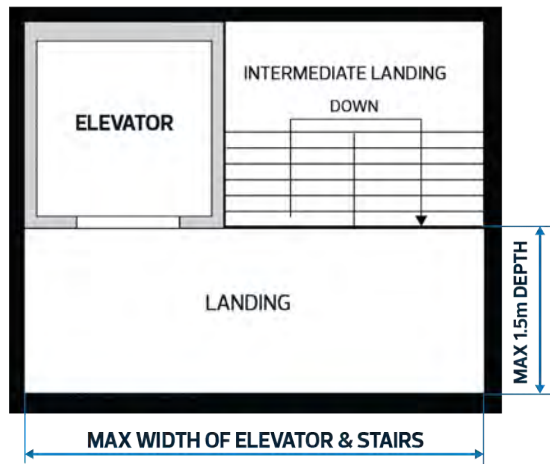 INTERMEDIATE LANDING
DOWN
ELEVATOR
LANDING
MAX 1.5m DEPTH
MAX WIDTH OF ELEVATOR & STAIRS